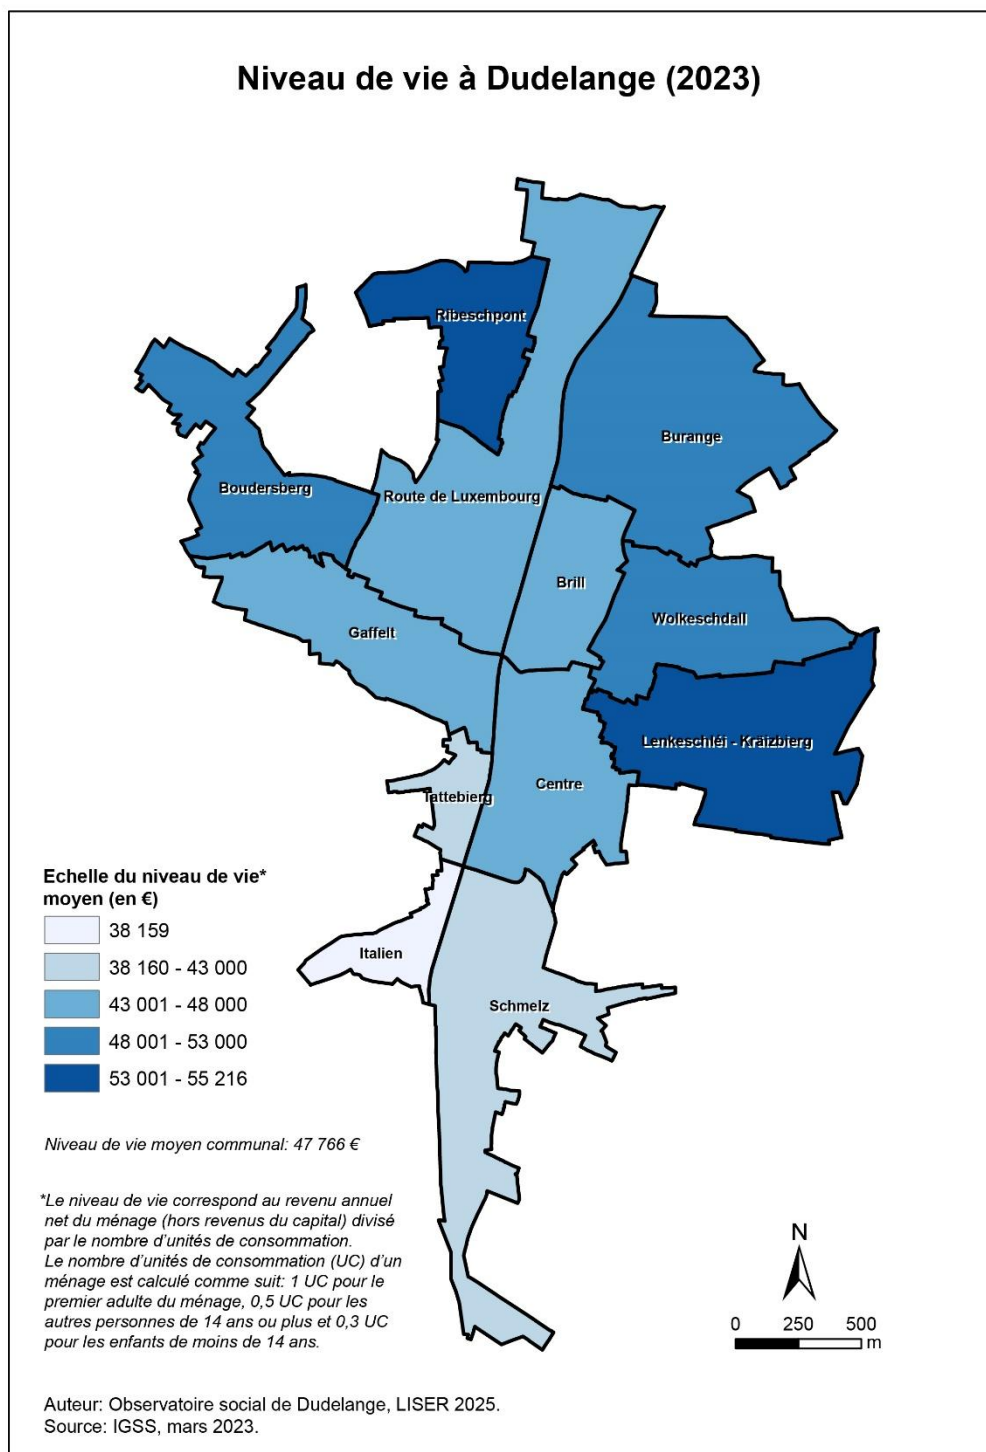 Niveau de vie à Dudelange (2023)
Ribeschpont
Burange
Boudersberg
Route de Luxembourg
Brill
Wolkeschdall
Gaffelt
Lenkeschléi - Kräizbierg
Centre
Tattebierg
Italien
Schmelz
Echelle du niveau de vie*
moyen (en €)
38 159
38 160 - 43 000
43 001 - 48 000
48 001 - 53 000
53 001 - 55 216
Niveau de vie moyen communal: 47 766 €
*Le niveau de vie correspond au revenu annuel
net du ménage (hors revenus du capital) divisé
par le nombre d'unités de consommation.
Le nombre d'unités de consommation (UC) d'un
ménage est calculé comme suit: 1 UC pour le
premier adulte du ménage, 0,5 UC pour les
autres personnes de 14 ans ou plus et 0,3 UC
pour les enfants de moins de 14 ans.
N
0 250 500
m
Auteur: Observatoire social de Dudelange, LISER 2025.
Source: IGSS, mars 2023.